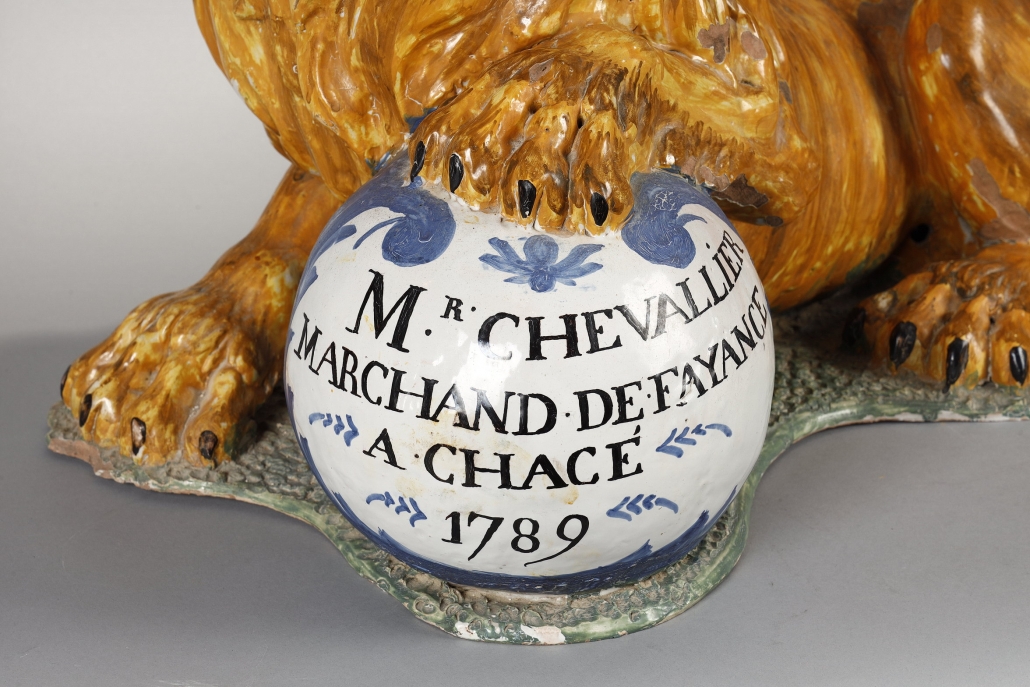 M.R. CHEVALLIER
MARCHAND·DE·FAYANCE
A·CHACÉ
1789